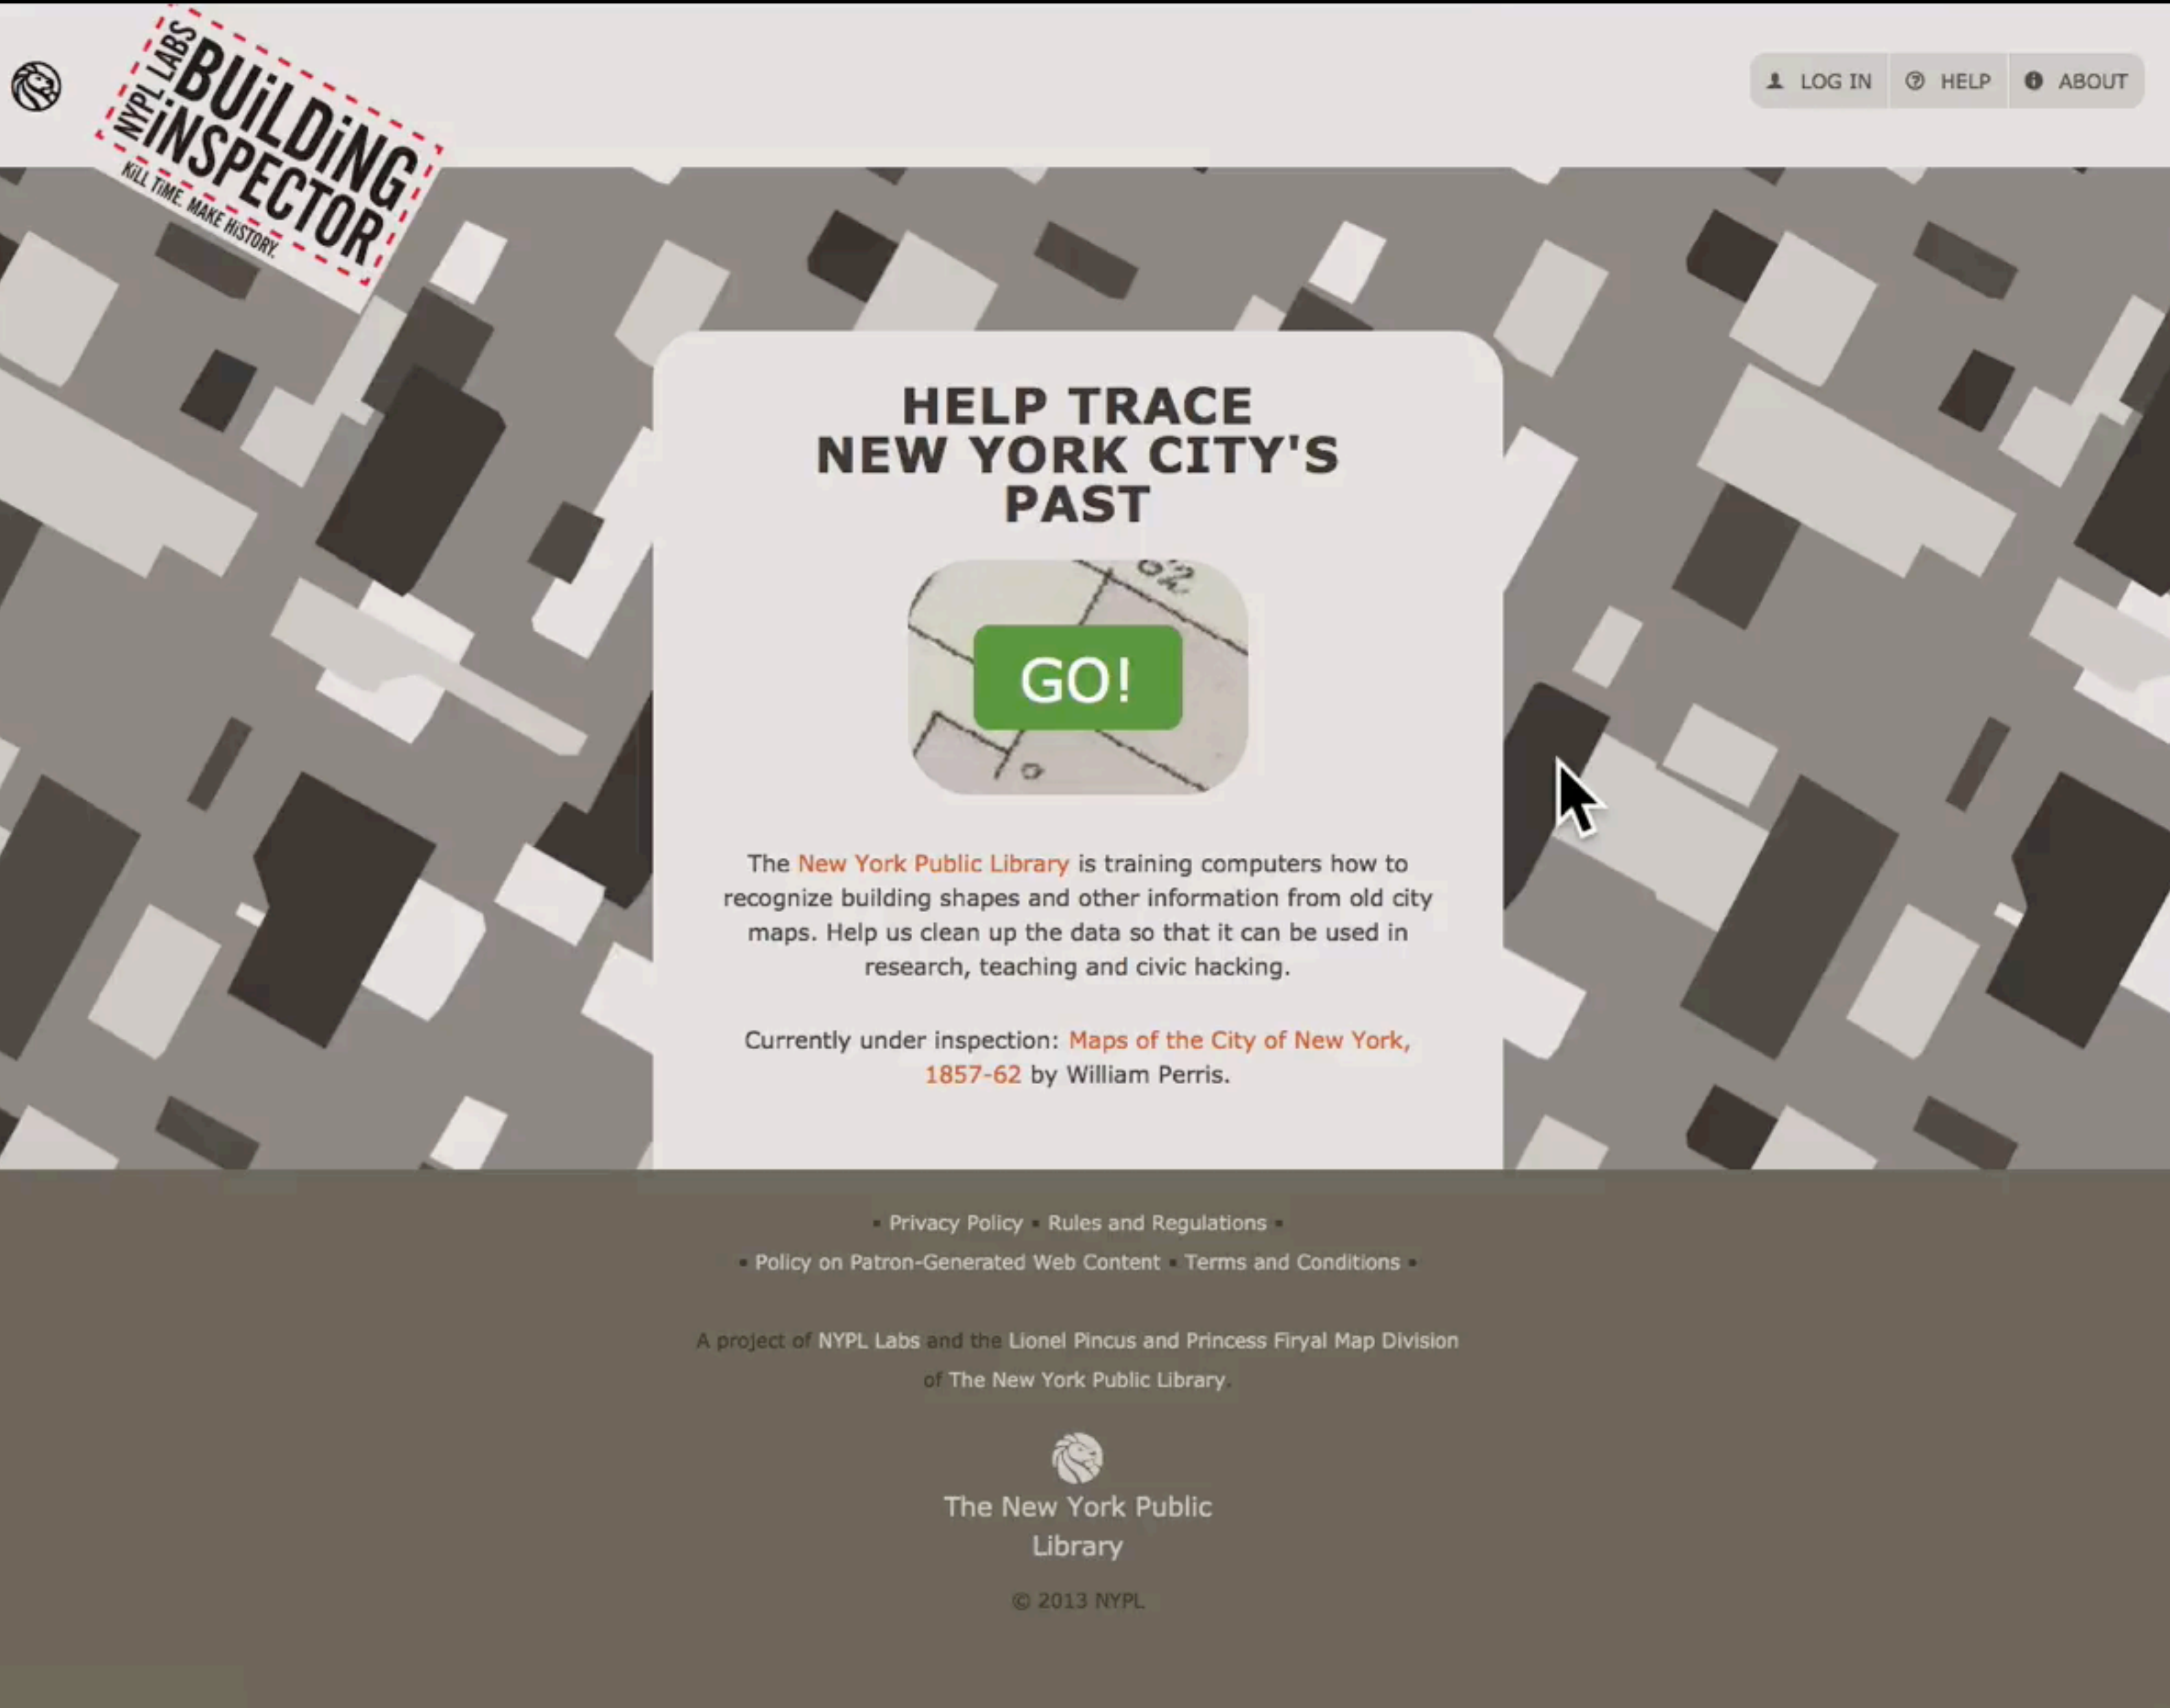 NYPL LABS
BUiLDiNG
iNSPECTOR
KiLL TiME. MAKE HiSTORY.
LOG IN HELP ABOUT
HELP TRACE
NEW YORK CITY'S
PAST
62
GO!
The New York Public Library is training computers how to
recognize building shapes and other information from old city
maps. Help us clean up the data so that it can be used in
research, teaching and civic hacking.
Currently under inspection: Maps of the City of New York,
1857-62 by William Perris.
▪ Privacy Policy ▪ Rules and Regulations ▪
▪ Policy on Patron-Generated Web Content ▪ Terms and Conditions ▪
A project of NYPL Labs and the Lionel Pincus and Princess Firyal Map Division
of The New York Public Library.
The New York Public
Library
© 2013 NYPL